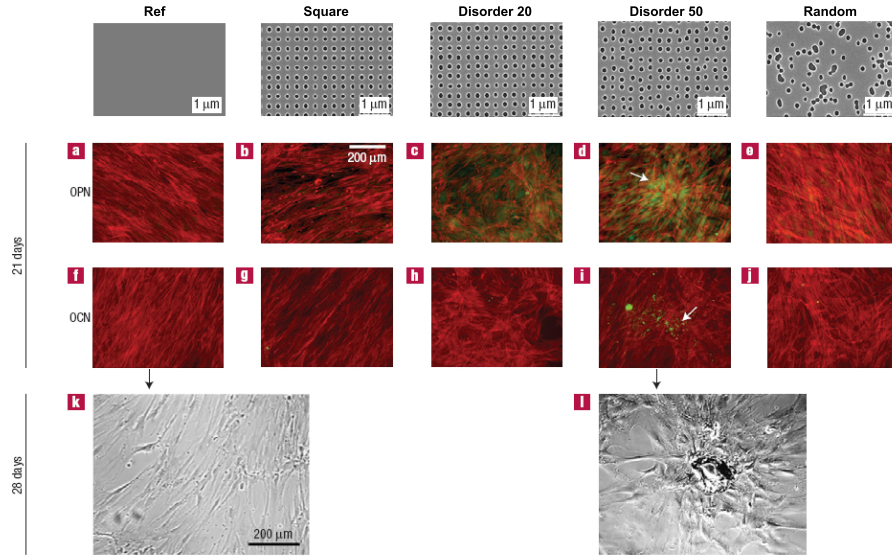 Ref Square Disorder 20 Disorder 50 Random
1 µm 1 µm 1 µm 1 µm 1 µm
a b c d e
200 µm
OPN
21 days
f g h i j
OCN
k l
28 days
200 µm